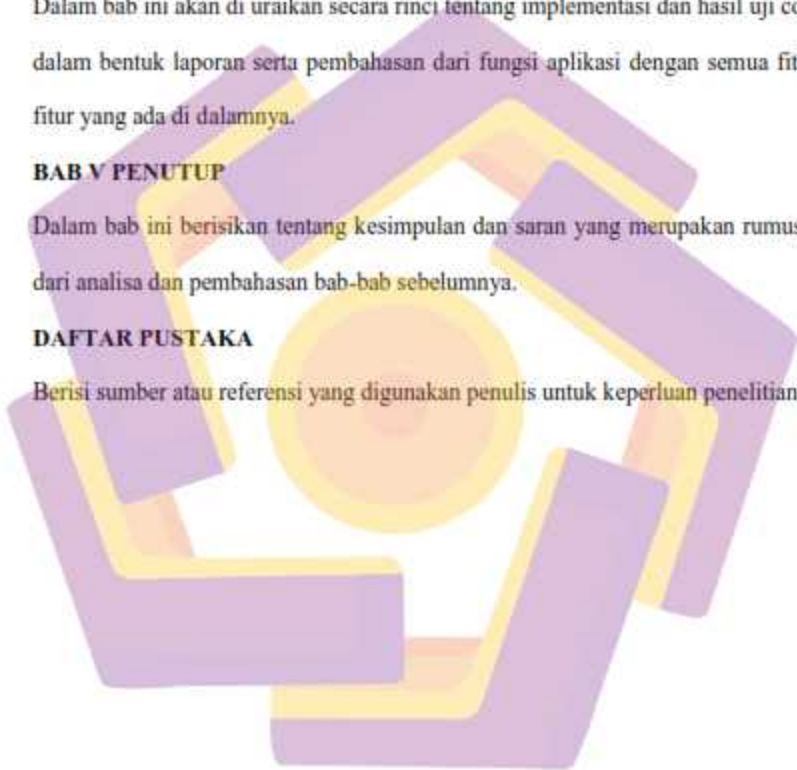 Dalam bab ini akan di uraikan secara rinci tentang implementasi dan hasil uji
dalam bentuk laporan serta pembahasan dari fungsi aplikasi dengan semua
fitur yang ada di dalamnya.
BAB V PENUTUP
Dalam bab ini berisikan tentang kesimpulan dan saran yang merupakan
dari analisa dan pembahasan bab-bab sebelumnya.
DAFTAR PUSTAKA
Berisi sumber atau referensi yang digunakan penulis untuk keperluan penelitian